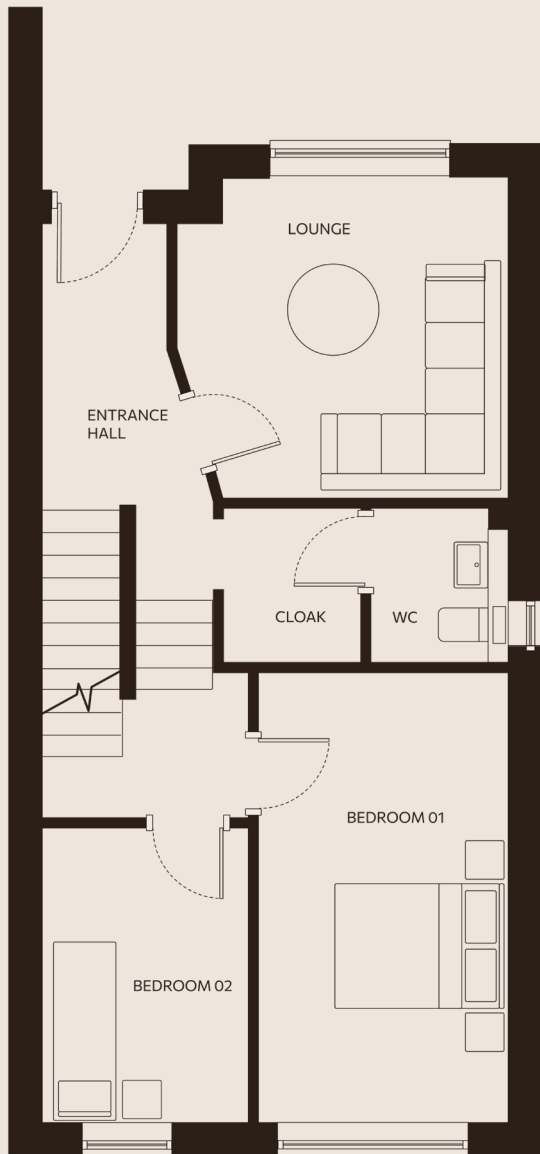 LOUNGE
ENTRANCE
HALL
CLOAK
WC
BEDROOM 01
BEDROOM 02